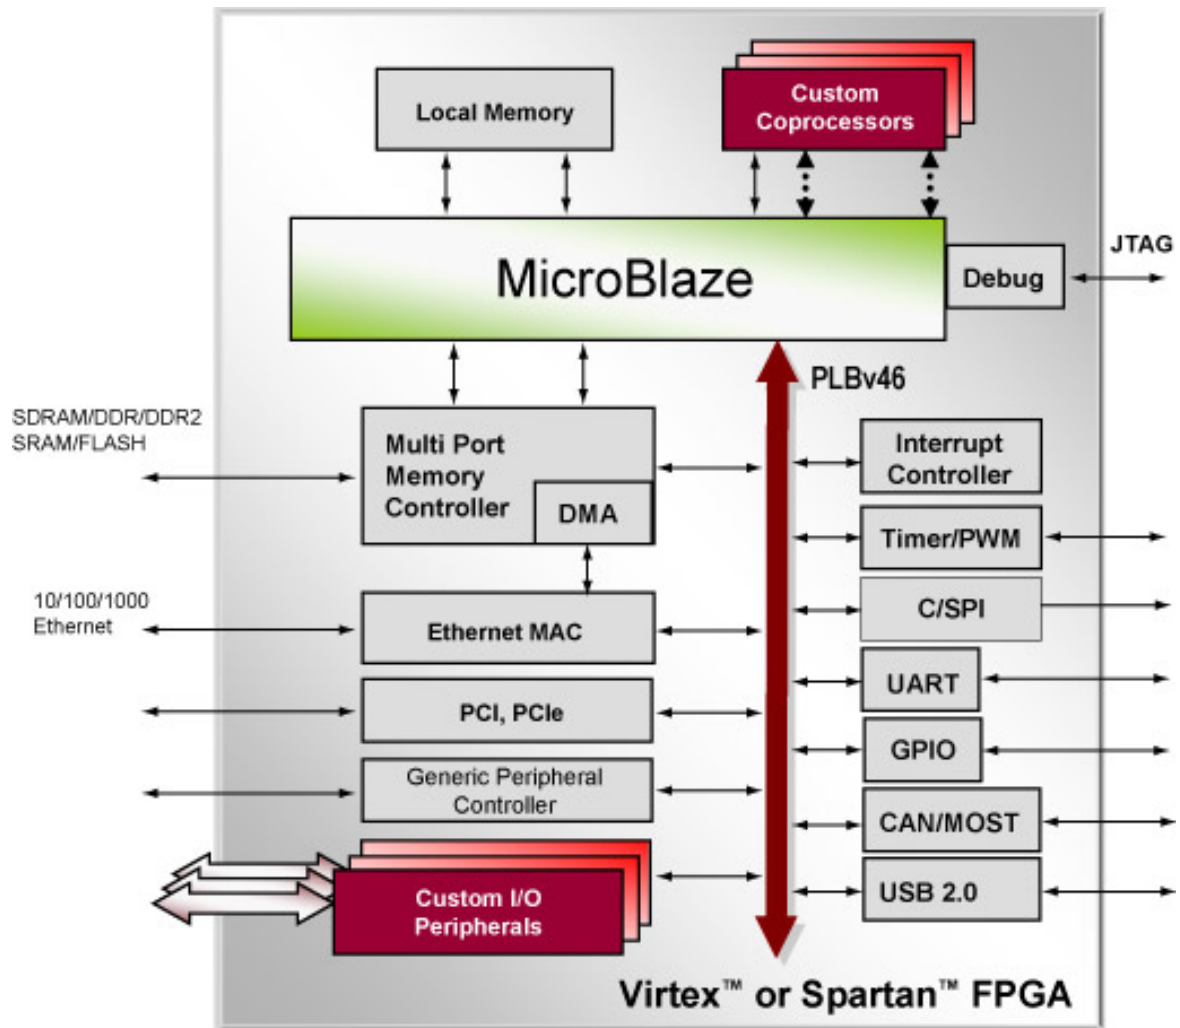 Local Memory
Custom
Coprocessors
MicroBlaze
Debug
JTAG
PLBv46
SDRAM/DDR/DDR2
SRAM/FLASH
Multi Port
Memory
Controller
DMA
Interrupt
Controller
Timer/PWM
10/100/1000
Ethernet
Ethernet MAC
C/SPI
UART
PCI, PCIe
GPIO
Generic Peripheral
Controller
CAN/MOST
Custom I/O
Peripherals
USB 2.0
Virtex™ or Spartan™ FPGA